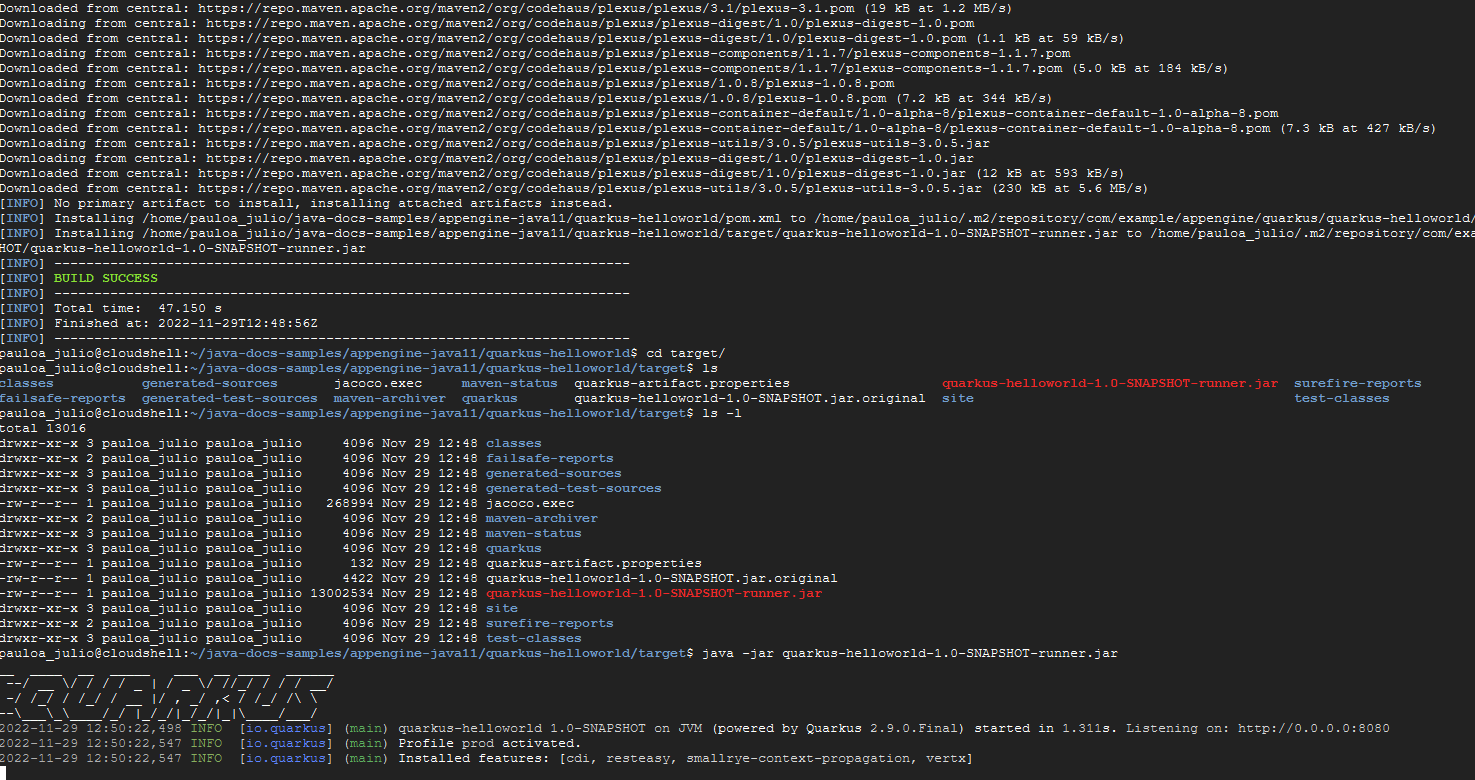 Downloaded from central: https://repo.maven.apache.org/maven2/org/codehaus/plexus/plexus/3.1/plexus-3.1.pom (19 kB at 1.2 MB/s)
Downloading from central: https://repo.maven.apache.org/maven2/org/codehaus/plexus/plexus-digest/1.0/plexus-digest-1.0.pom
Downloaded from central: https://repo.maven.apache.org/maven2/org/codehaus/plexus/plexus-digest/1.0/plexus-digest-1.0.pom (1.1 kB at 59 kB/s)
Downloading from central: https://repo.maven.apache.org/maven2/org/codehaus/plexus/plexus-components/1.1.7/plexus-components-1.1.7.pom
Downloaded from central: https://repo.maven.apache.org/maven2/org/codehaus/plexus/plexus-components/1.1.7/plexus-components-1.1.7.pom (5.0 kB at 184 kB/s)
Downloading from central: https://repo.maven.apache.org/maven2/org/codehaus/plexus/plexus/1.0.8/plexus-1.0.8.pom
Downloaded from central: https://repo.maven.apache.org/maven2/org/codehaus/plexus/plexus/1.0.8/plexus-1.0.8.pom (7.2 kB at 344 kB/s)
Downloading from central: https://repo.maven.apache.org/maven2/org/codehaus/plexus/plexus-container-default/1.0-alpha-8/plexus-container-default-1.0-alpha-8.pom
Downloaded from central: https://repo.maven.apache.org/maven2/org/codehaus/plexus/plexus-container-default/1.0-alpha-8/plexus-container-default-1.0-alpha-8.pom (7.3 kB at 427 kB/s)
Downloading from central: https://repo.maven.apache.org/maven2/org/codehaus/plexus/plexus-utils/3.0.5/plexus-utils-3.0.5.jar
Downloading from central: https://repo.maven.apache.org/maven2/org/codehaus/plexus/plexus-digest/1.0/plexus-digest-1.0.jar
Downloaded from central: https://repo.maven.apache.org/maven2/org/codehaus/plexus/plexus-digest/1.0/plexus-digest-1.0.jar (12 kB at 593 kB/s)
Downloaded from central: https://repo.maven.apache.org/maven2/org/codehaus/plexus/plexus-utils/3.0.5/plexus-utils-3.0.5.jar (230 kB at 5.6 MB/s)
[INFO] No primary artifact to install, installing attached artifacts instead.
[INFO] Installing /home/pauloa_julio/java-docs-samples/appengine-java11/quarkus-helloworld/pom.xml to /home/pauloa_julio/.m2/repository/com/example/appengine/quarkus/quarkus-helloworld/
[INFO] Installing /home/pauloa_julio/java-docs-samples/appengine-java11/quarkus-helloworld/target/quarkus-helloworld-1.0-SNAPSHOT-runner.jar to /home/pauloa_julio/.m2/repository/com/exa
HOT/quarkus-helloworld-1.0-SNAPSHOT-runner.jar
[INFO] ------------------------------------------------------------------------
[INFO] BUILD SUCCESS
[INFO] ------------------------------------------------------------------------
[INFO] Total time:  47.150 s
[INFO] Finished at: 2022-11-29T12:48:56Z
[INFO] ------------------------------------------------------------------------
pauloa_julio@cloudshell:~/java-docs-samples/appengine-java11/quarkus-helloworld$ cd target/
pauloa_julio@cloudshell:~/java-docs-samples/appengine-java11/quarkus-helloworld/target$ ls
classes generated-sources jacoco.exec maven-status quarkus-artifact.properties quarkus-helloworld-1.0-SNAPSHOT-runner.jar surefire-reports
failsafe-reports generated-test-sources maven-archiver quarkus quarkus-helloworld-1.0-SNAPSHOT.jar.original site test-classes
pauloa_julio@cloudshell:~/java-docs-samples/appengine-java11/quarkus-helloworld/target$ ls -l
total 13016
drwxr-xr-x 3 pauloa_julio pauloa_julio 4096 Nov 29 12:48 classes
drwxr-xr-x 2 pauloa_julio pauloa_julio 4096 Nov 29 12:48 failsafe-reports
drwxr-xr-x 3 pauloa_julio pauloa_julio 4096 Nov 29 12:48 generated-sources
drwxr-xr-x 3 pauloa_julio pauloa_julio 4096 Nov 29 12:48 generated-test-sources
-rw-r--r-- 1 pauloa_julio pauloa_julio 268994 Nov 29 12:48 jacoco.exec
drwxr-xr-x 2 pauloa_julio pauloa_julio 4096 Nov 29 12:48 maven-archiver
drwxr-xr-x 3 pauloa_julio pauloa_julio 4096 Nov 29 12:48 maven-status
drwxr-xr-x 3 pauloa_julio pauloa_julio 4096 Nov 29 12:48 quarkus
-rw-r--r-- 1 pauloa_julio pauloa_julio 132 Nov 29 12:48 quarkus-artifact.properties
-rw-r--r-- 1 pauloa_julio pauloa_julio 4422 Nov 29 12:48 quarkus-helloworld-1.0-SNAPSHOT.jar.original
-rw-r--r-- 1 pauloa_julio pauloa_julio 13002534 Nov 29 12:48 quarkus-helloworld-1.0-SNAPSHOT-runner.jar
drwxr-xr-x 3 pauloa_julio pauloa_julio 4096 Nov 29 12:48 site
drwxr-xr-x 2 pauloa_julio pauloa_julio 4096 Nov 29 12:48 surefire-reports
drwxr-xr-x 3 pauloa_julio pauloa_julio 4096 Nov 29 12:48 test-classes
pauloa_julio@cloudshell:~/java-docs-samples/appengine-java11/quarkus-helloworld/target$ java -jar quarkus-helloworld-1.0-SNAPSHOT-runner.jar
__  ____  __  _____   ___  __ ____  ______
 --/ __ \/ / / / _ | / _ \/ //_/ / / / __/
 -/ /_/ / /_/ / __ |/ , _/ ,< / /_/ /\ \
--\___\_\____/_/ |_/_/|_/_/|_|\____/___/
2022-11-29 12:50:22,498 INFO  [io.quarkus] (main) quarkus-helloworld 1.0-SNAPSHOT on JVM (powered by Quarkus 2.9.0.Final) started in 1.311s. Listening on: http://0.0.0.0:8080
2022-11-29 12:50:22,547 INFO  [io.quarkus] (main) Profile prod activated.
2022-11-29 12:50:22,547 INFO  [io.quarkus] (main) Installed features: [cdi, resteasy, smallrye-context-propagation, vertx]